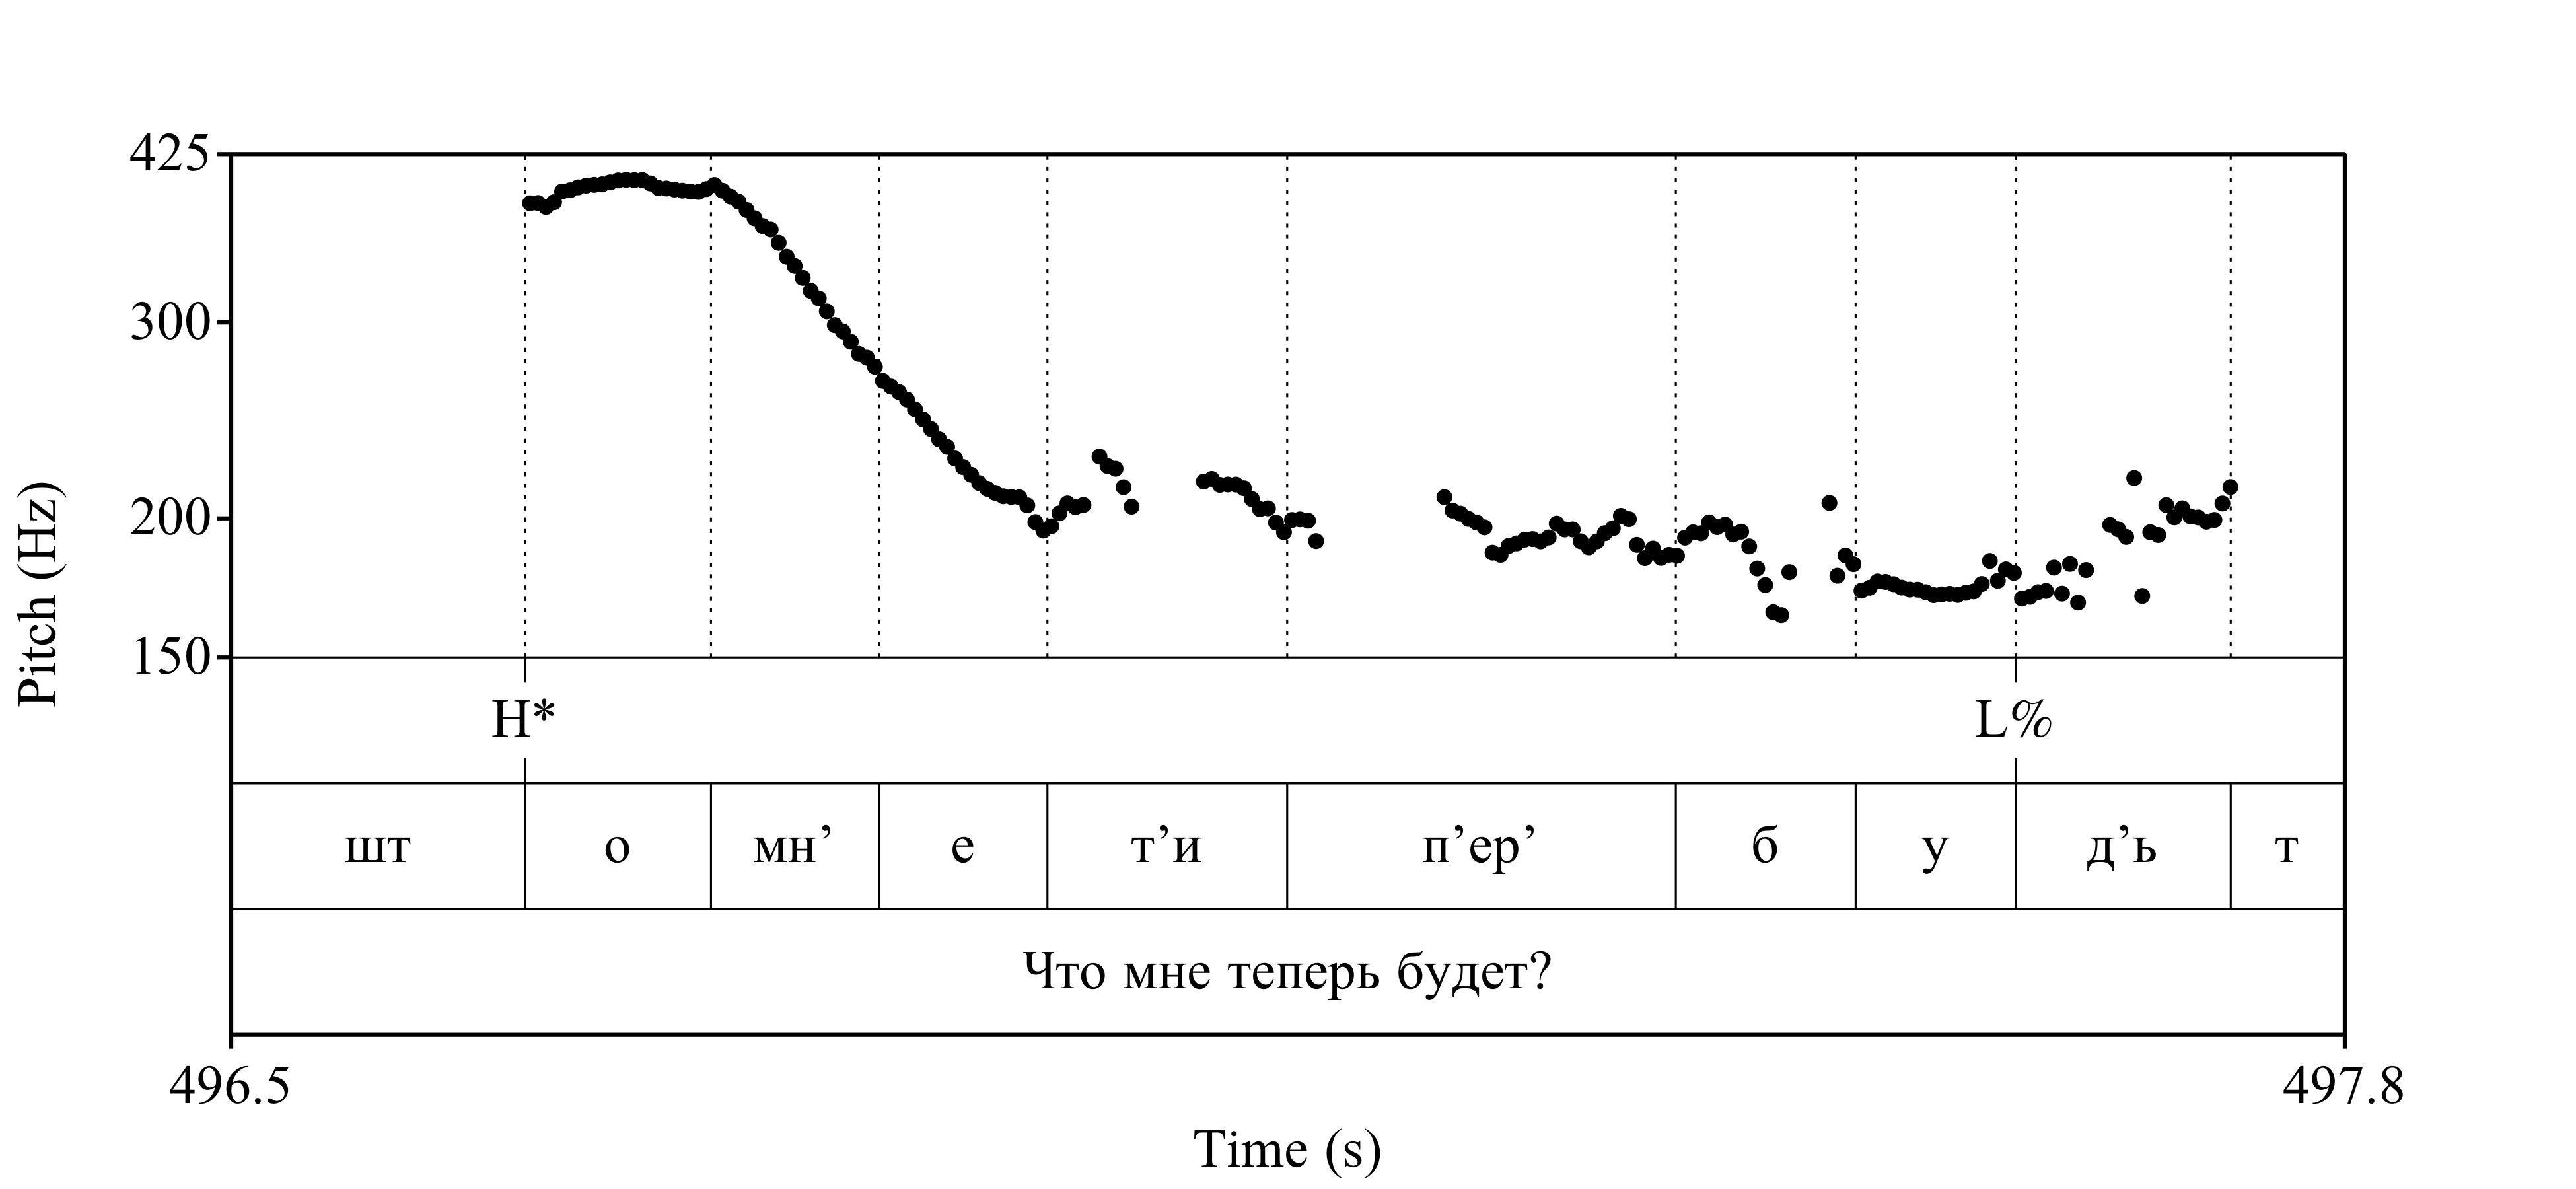 425
300
200
150
Pitch (Hz)
H* L%
шт о мн’ е т’и п’ер’ б у д’ь т
Что мне теперь будет?
496.5 497.8
Time (s)